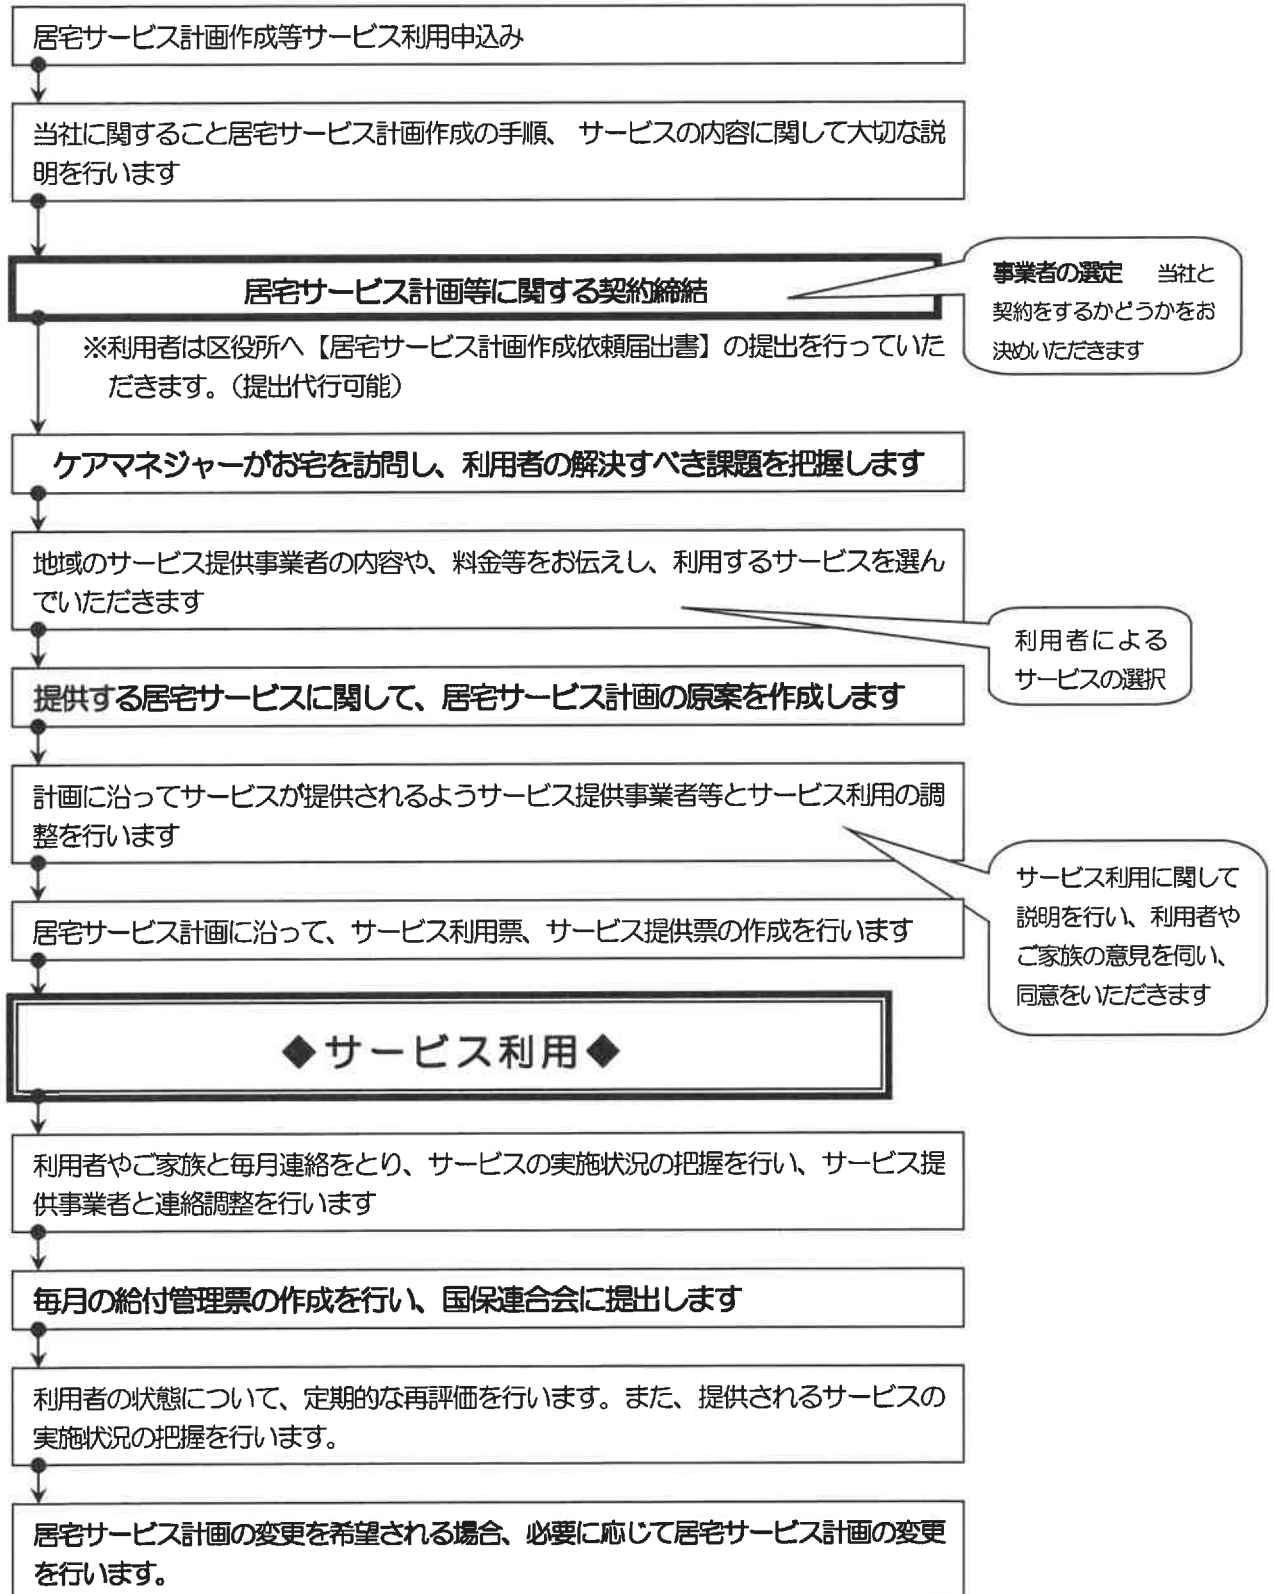 居宅サービス計画作成等サービス利用申込み
当社に関すること居宅サービス計画作成の手順、 サービスの内容に関して大切な説
明を行います
居宅サービス計画等に関する契約締結
事業者の選定　当社と
契約をするかどうかをお
決めいただきます
※利用者は区役所へ【居宅サービス計画作成依頼届出書】の提出を行っていた
だきます。（提出代行可能）
ケアマネジャーがお宅を訪問し、利用者の解決すべき課題を把握します
地域のサービス提供事業者の内容や、料金等をお伝えし、利用するサービスを選ん
でいただきます
利用者による
サービスの選択
提供する居宅サービスに関して、居宅サービス計画の原案を作成します
計画に沿ってサービスが提供されるようサービス提供事業者等とサービス利用の調
整を行います
サービス利用に関して
説明を行い、利用者や
ご家族の意見を伺い、
同意をいただきます
居宅サービス計画に沿って、サービス利用票、サービス提供票の作成を行います
◆サービス利用◆
利用者やご家族と毎月連絡をとり、サービスの実施状況の把握を行い、サービス提
供事業者と連絡調整を行います
毎月の給付管理票の作成を行い、国保連合会に提出します
利用者の状態について、定期的な再評価を行います。また、提供されるサービスの
実施状況の把握を行います。
居宅サービス計画の変更を希望される場合、必要に応じて居宅サービス計画の変更
を行います。